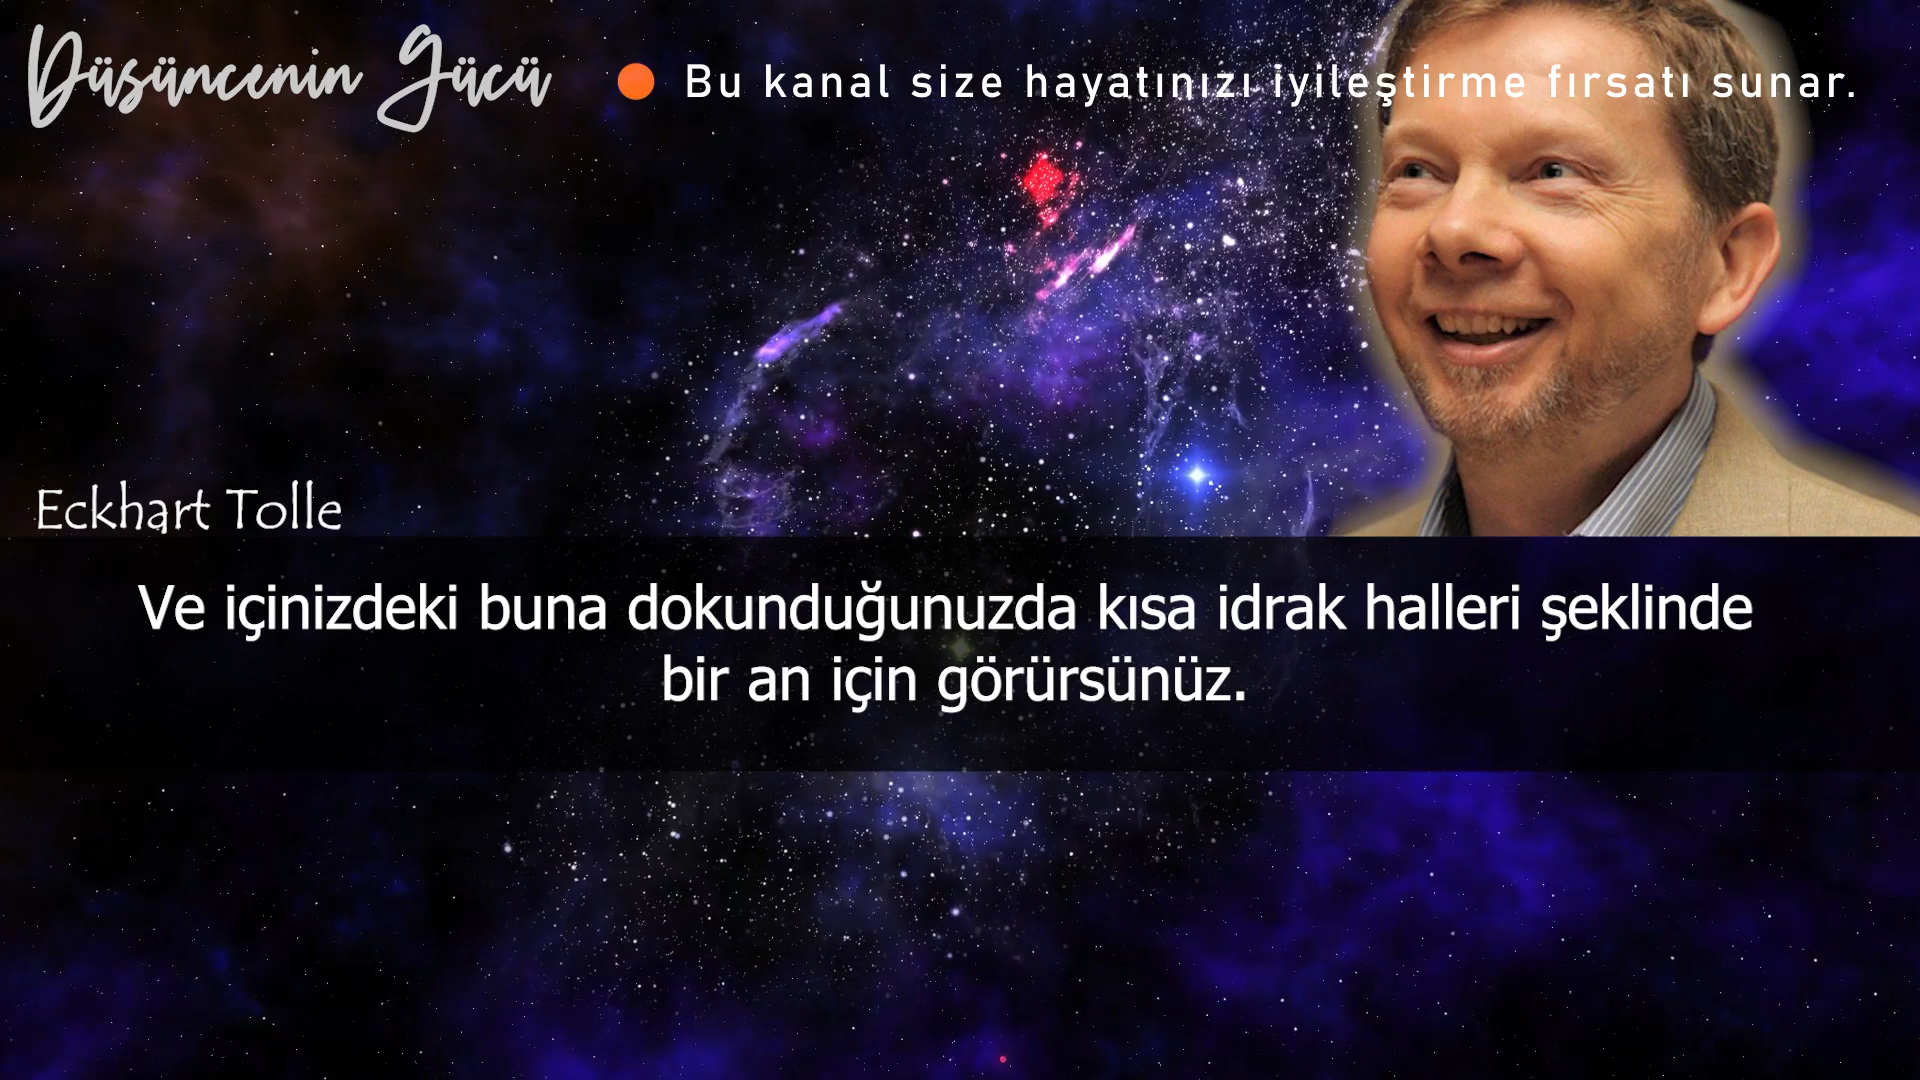 Düşüncenin Gücü
Bu kanal size hayatınızı iyileştirme fırsatı sunar.
Eckhart Tolle
Ve içinizdeki buna dokunduğunuzda kısa idrak halleri şeklinde
bir an için görürsünüz.